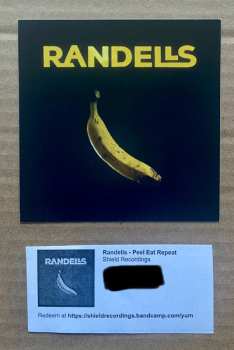 RANDELLS
RANDELLS
Randells - Peel Eat Repeat
Shield Recordings
Redeem at https://shieldrecordings.bandcamp.com/yum